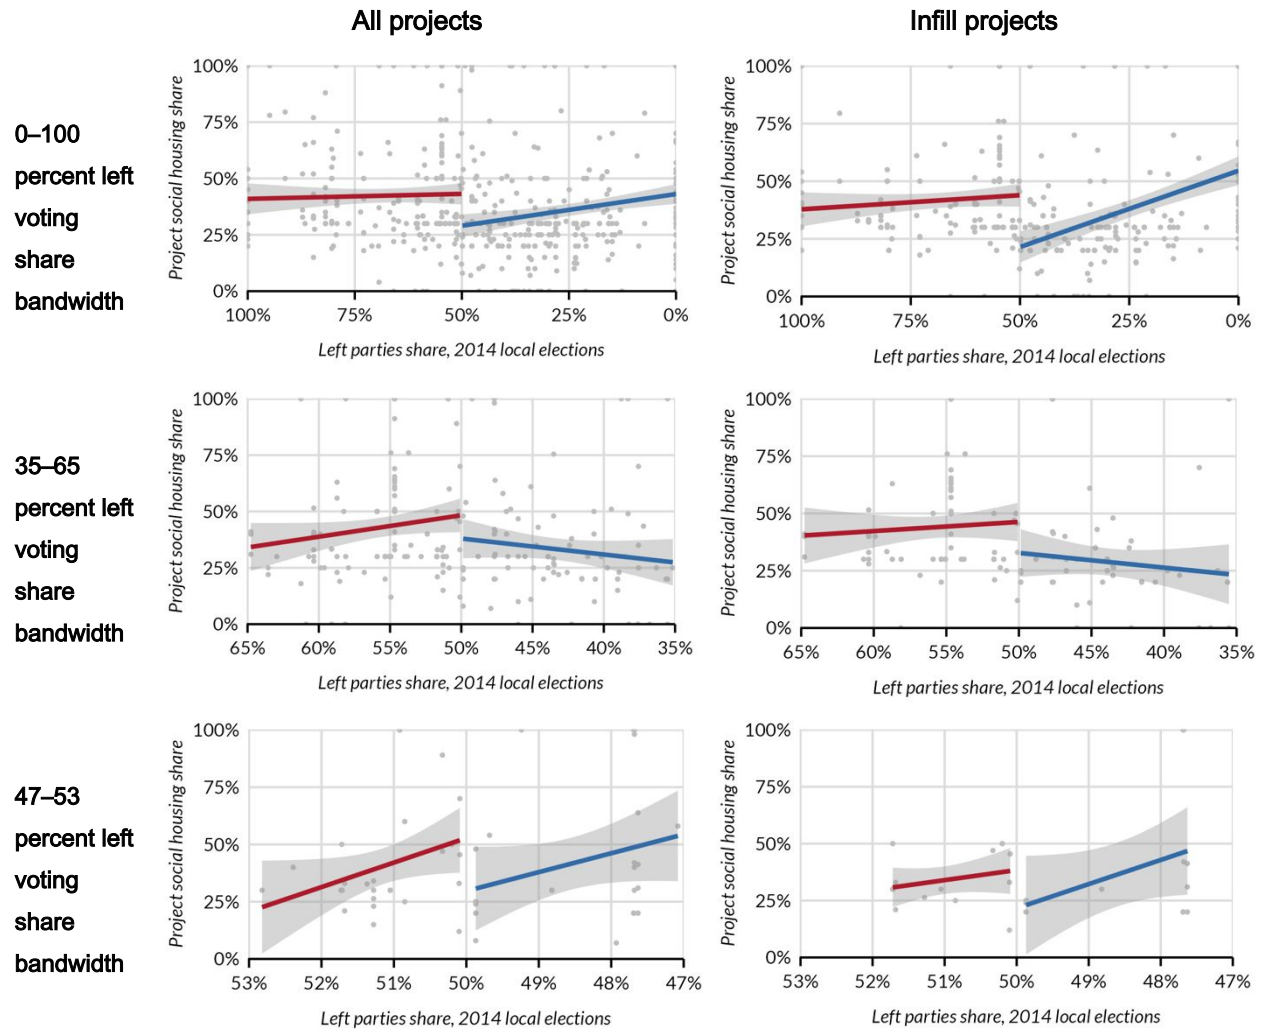 All projects
Infill projects
0–100
percent left
voting
share
bandwidth
Project social housing share
100%
75%
50%
25%
0%
100%
75%
50%
25%
0%
Left parties share, 2014 local elections
Project social housing share
100%
75%
50%
25%
0%
100%
75%
50%
25%
0%
Left parties share, 2014 local elections
35–65
percent left
voting
share
bandwidth
Project social housing share
100%
75%
50%
25%
0%
65%
60%
55%
50%
45%
40%
35%
Left parties share, 2014 local elections
Project social housing share
100%
75%
50%
25%
0%
65%
60%
55%
50%
45%
40%
35%
Left parties share, 2014 local elections
47–53
percent left
voting
share
bandwidth
Project social housing share
100%
75%
50%
25%
0%
53%
52%
51%
50%
49%
48%
47%
Left parties share, 2014 local elections
Project social housing share
100%
75%
50%
25%
0%
53%
52%
51%
50%
49%
48%
47%
Left parties share, 2014 local elections